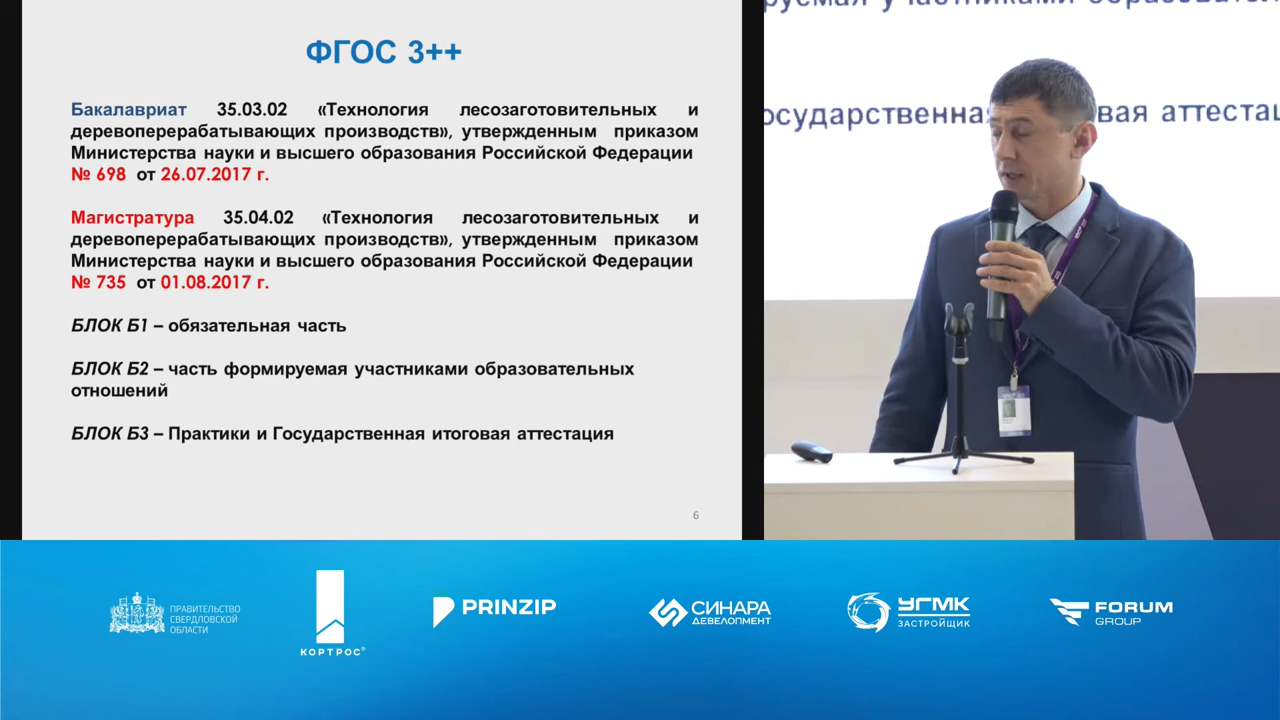 ФГОС 3++
Бакалавриат 35.03.02 «Технология лесозаготовительных и
деревоперерабатывающих производств», утвержденным приказом
Министерства науки и высшего образования Российской Федерации
№ 698 от 26.07.2017 г.
Магистратура 35.04.02 «Технология лесозаготовительных и
деревоперерабатывающих производств», утвержденным приказом
Министерства науки и высшего образования Российской Федерации
№ 735 от 01.08.2017 г.
БЛОК Б1 – обязательная часть
БЛОК Б2 – часть формируемая участниками образовательных
отношений
БЛОК Б3 – Практики и Государственная итоговая аттестация
6
участниками
ПРАВИТЕЛЬСТВО
СВЕРДЛОВСКОЙ
ОБЛАСТИ
КОРТРОС®
PRINZIP
СИНАРА
ДЕВЕЛОПМЕНТ
УГМК
ЗАСТРОЙЩИК
FORUM
GROUP